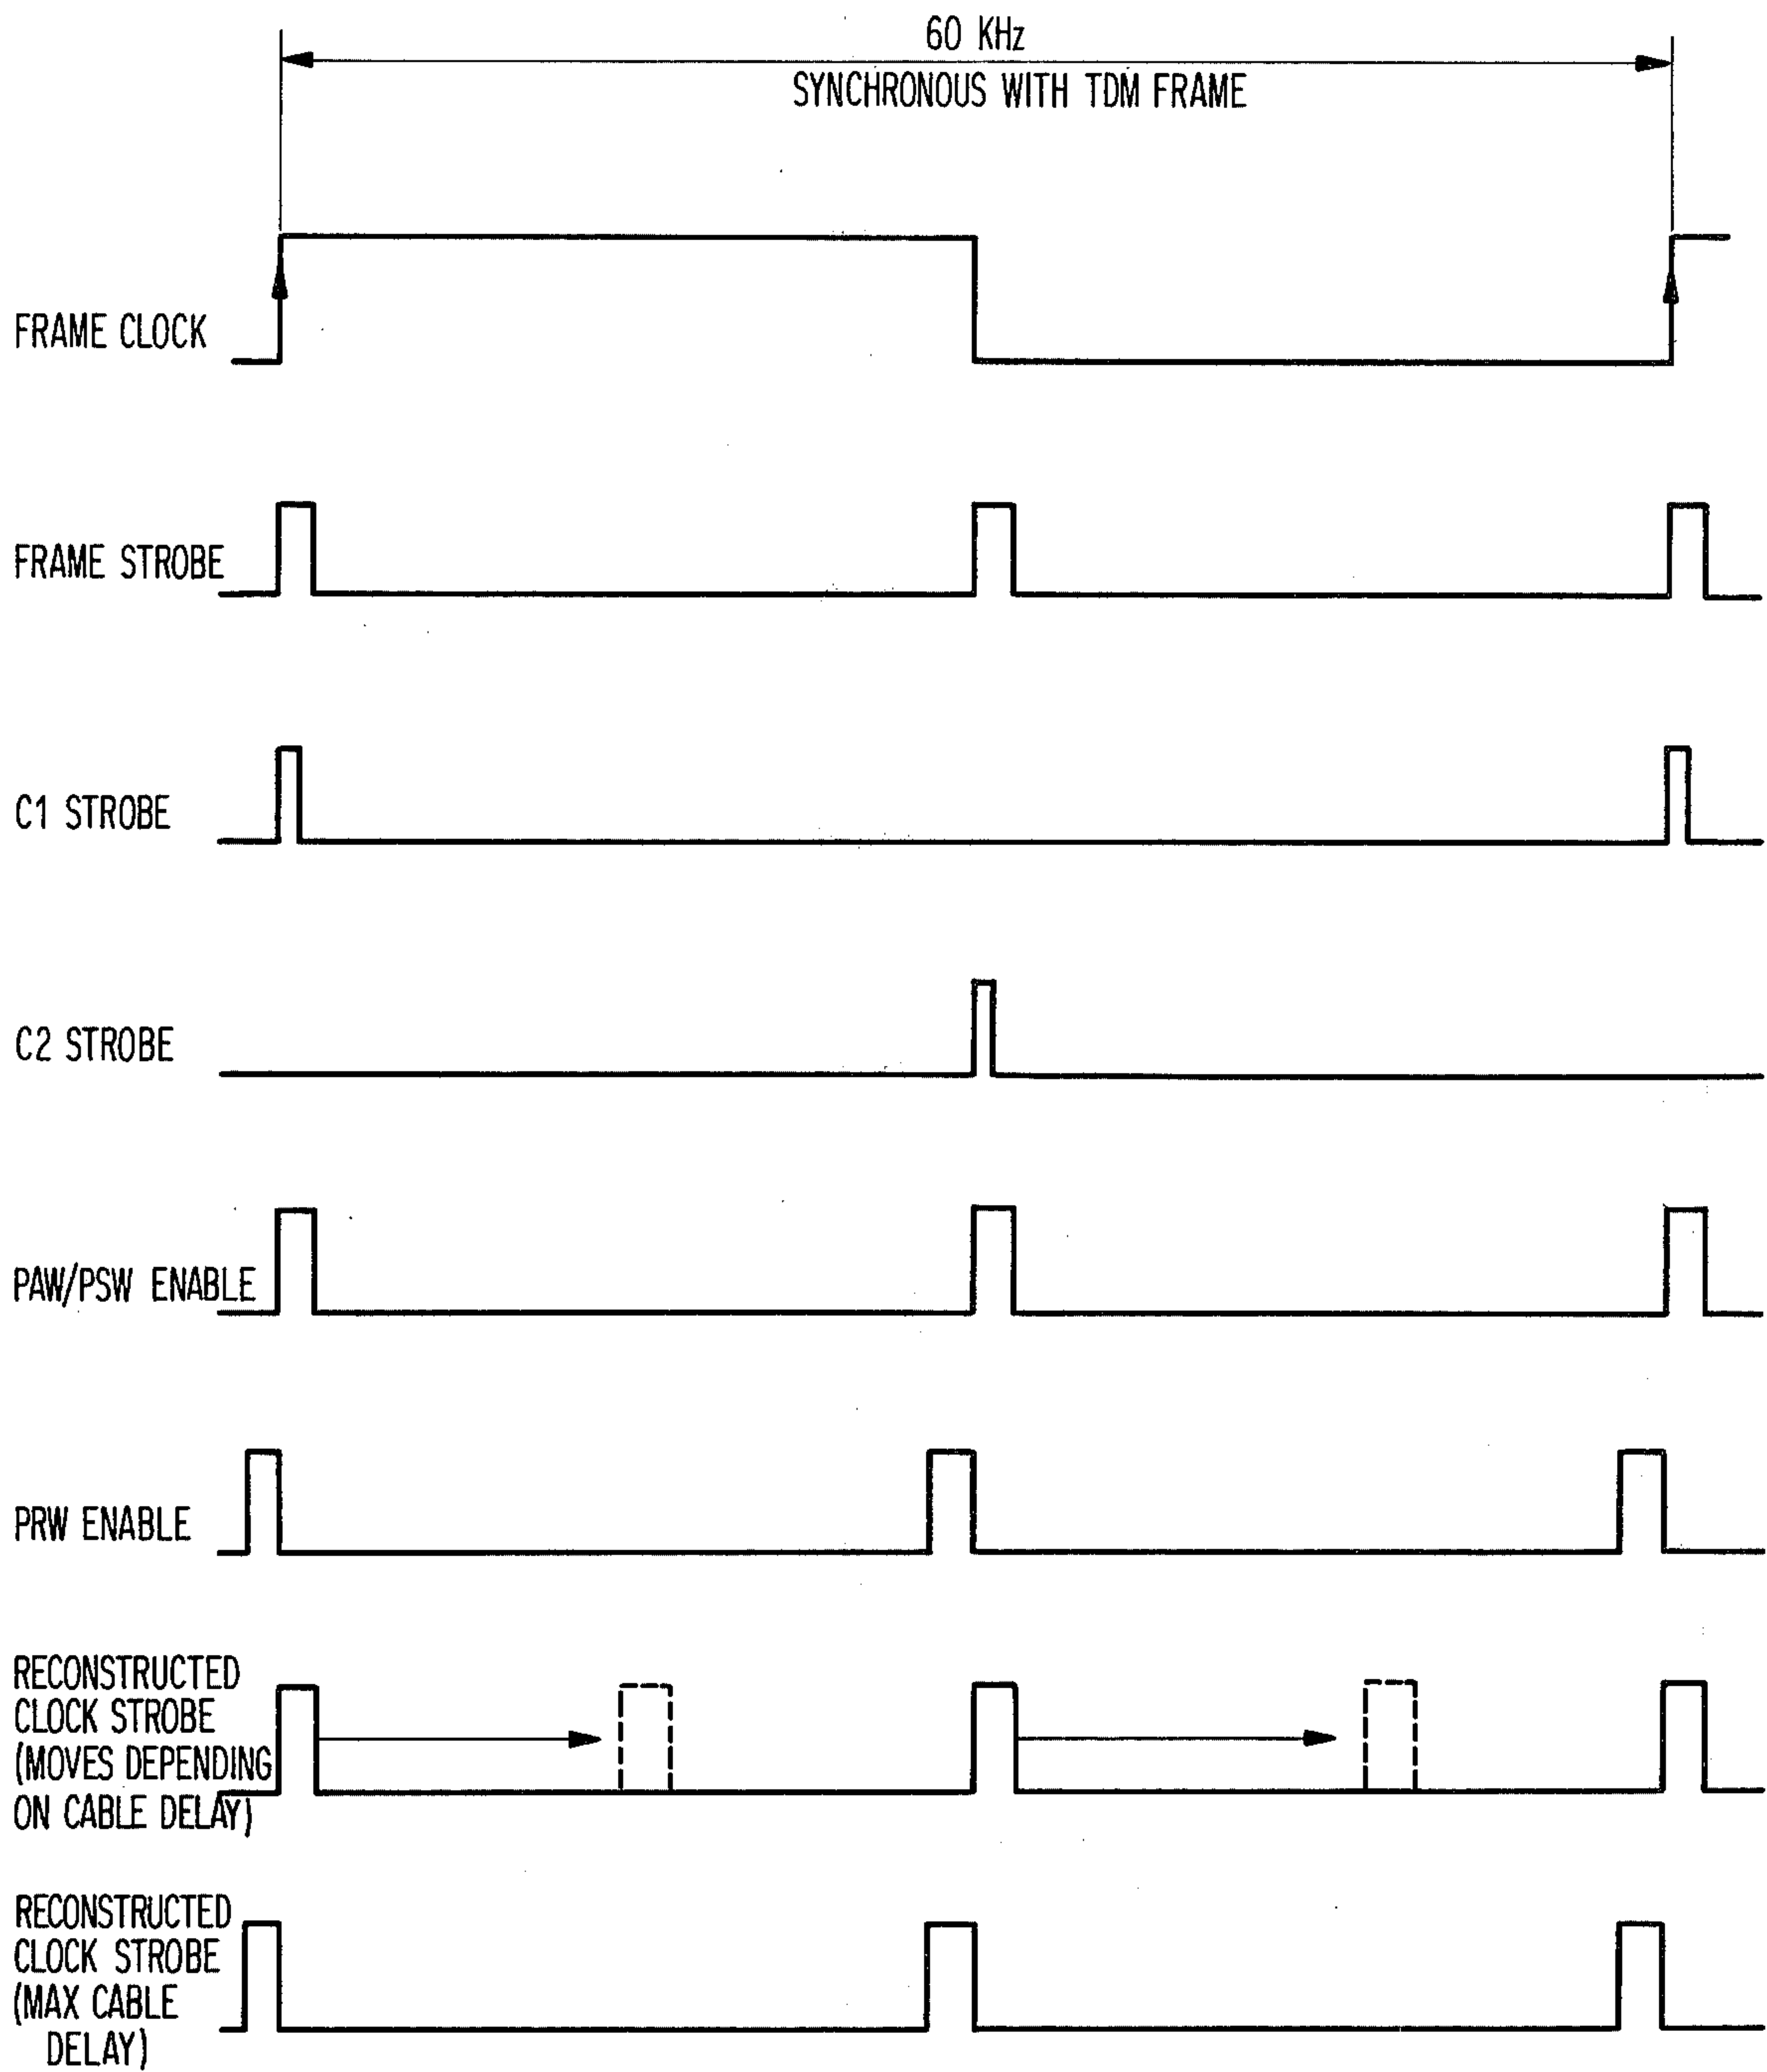 60 KHz
SYNCHRONOUS WITH TDM FRAME
FRAME CLOCK
FRAME STROBE
C1 STROBE
C2 STROBE
PAW/PSW ENABLE
PRW ENABLE
RECONSTRUCTED
CLOCK STROBE
(MOVES DEPENDING
ON CABLE DELAY)
RECONSTRUCTED
CLOCK STROBE
(MAX CABLE
DELAY)